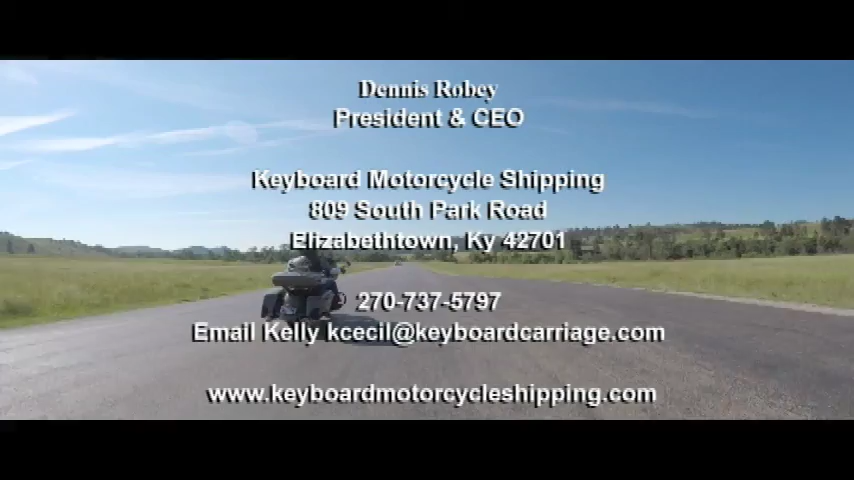 Dennis Robey
President & CEO
Keyboard Motorcycle Shipping
809 South Park Road
Elizabethtown, Ky 42701
270-737-5797
Email Kelly kcecil@keyboardcarriage.com
www.keyboardmotorcycleshipping.com